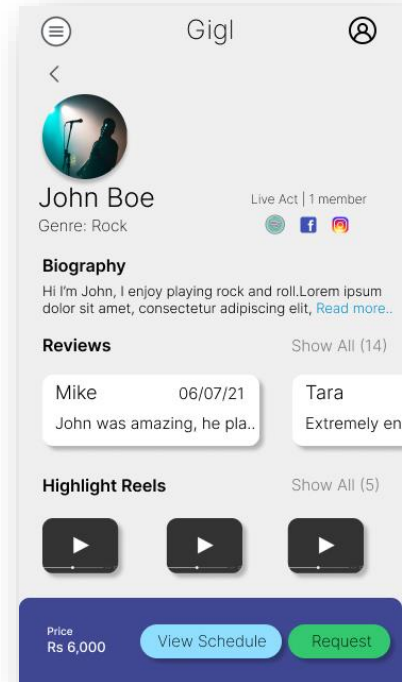 Gigl
John Boe
Live Act | 1 member
Genre: Rock
Biography
Hi I'm John, I enjoy playing rock and roll.Lorem ipsum
dolor sit amet, consectetur adipiscing elit, Read more..
Reviews Show All (14)
Mike 06/07/21
John was amazing, he pla..
Tara
Extremely en
Highlight Reels Show All (5)
Price
Rs 6,000
View Schedule
Request